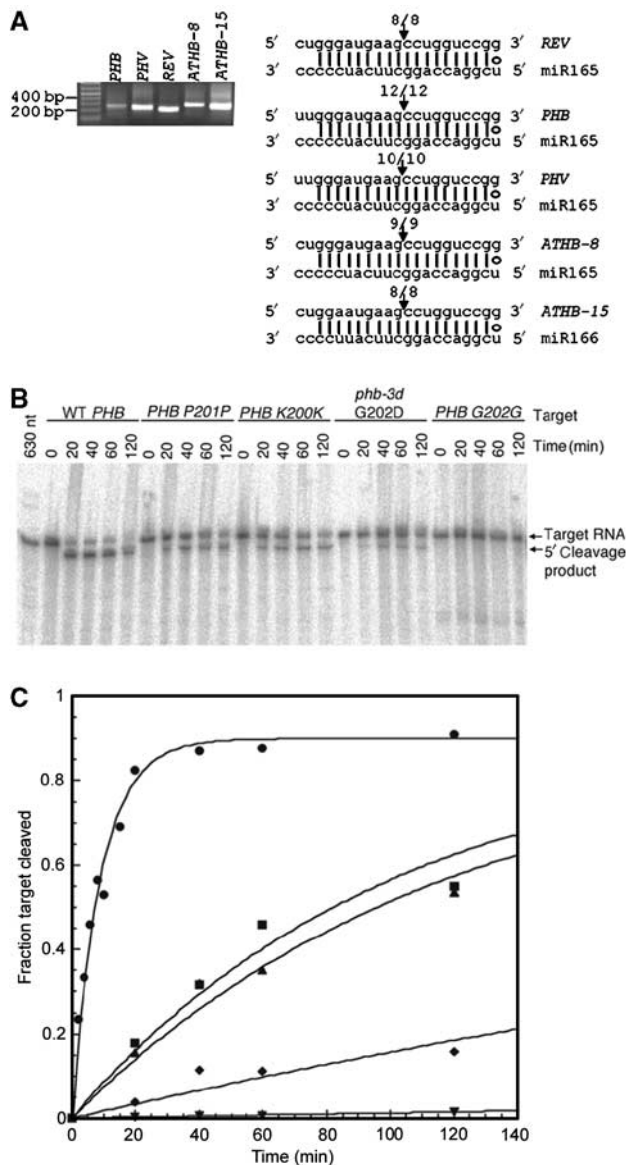 A
PHB
PHV
REV
ATHB-8
ATHB-15
400 bp
200 bp
8/8
5′ cugggaugaagccugguccgg 3′ REV
3′ cccccuacuucggaccaggcu 5′ miR165
12/12
5′ uugggaugaagccugguccgg 3′ PHB
3′ cccccuacuucggaccaggcu 5′ miR165
10/10
5′ uugggaugaagccugguccgg 3′ PHV
3′ cccccuacuucggaccaggcu 5′ miR165
9/9
5′ cugggaugaagccugguccgg 3′ ATHB-8
3′ cccccuacuucggaccaggcu 5′ miR165
8/8
5′ cuggaaugaagccugguccgg 3′ ATHB-15
3′ ccccuuacuucggaccaggcu 5′ miR166
B
630 nt
WT PHB
PHB P201P
PHB K200K
phb-3d
G202D
PHB G202G
Target
0 20 40 60 120 0 20 40 60 120 0 20 40 60 120 0 20 40 60 120 0 20 40 60 120
Time (min)
Target RNA
5′ Cleavage
product
C
Fraction target cleaved
1
0.8
0.6
0.4
0.2
0
0 20 40 60 80 100 120 140
Time (min)